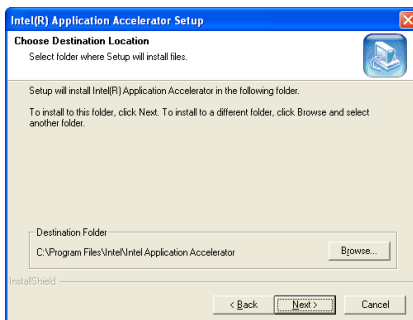 Intel(R) Application Accelerator Setup
Choose Destination Location
Select folder where Setup will install files.
Setup will install Intel(R) Application Accelerator in the following folder.
To install to this folder, click Next. To install to a different folder, click Browse and select
another folder.
Destination Folder
C:\Program Files\Intel\Intel Application Accelerator
Browse...
InstallShield
< Back
Next >
Cancel